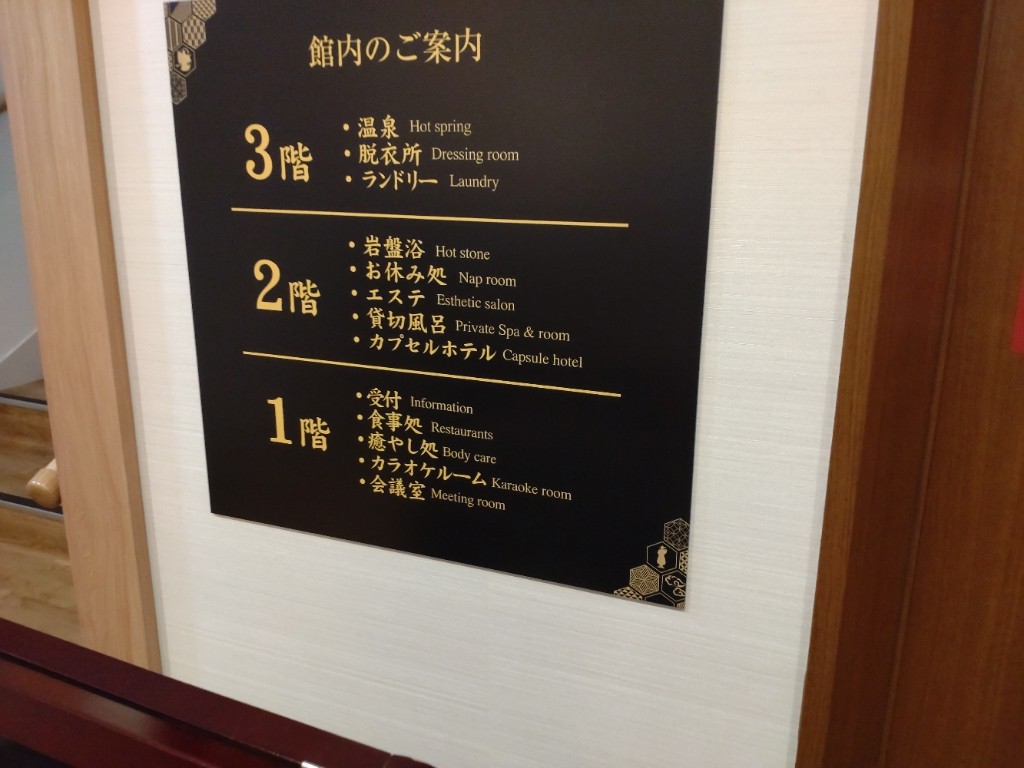 館内のご案内
3階
・温泉 Hot spring
・脱衣所 Dressing room
・ランドリー Laundry
2階
・岩盤浴 Hot stone
・お休み処 Nap room
・エステ Esthetic salon
・貸切風呂 Private Spa & room
・カプセルホテル Capsule hotel
1階
・受付 Information
・食事処 Restaurants
・癒やし処 Body care
・カラオケルーム Karaoke room
・会議室 Meeting room